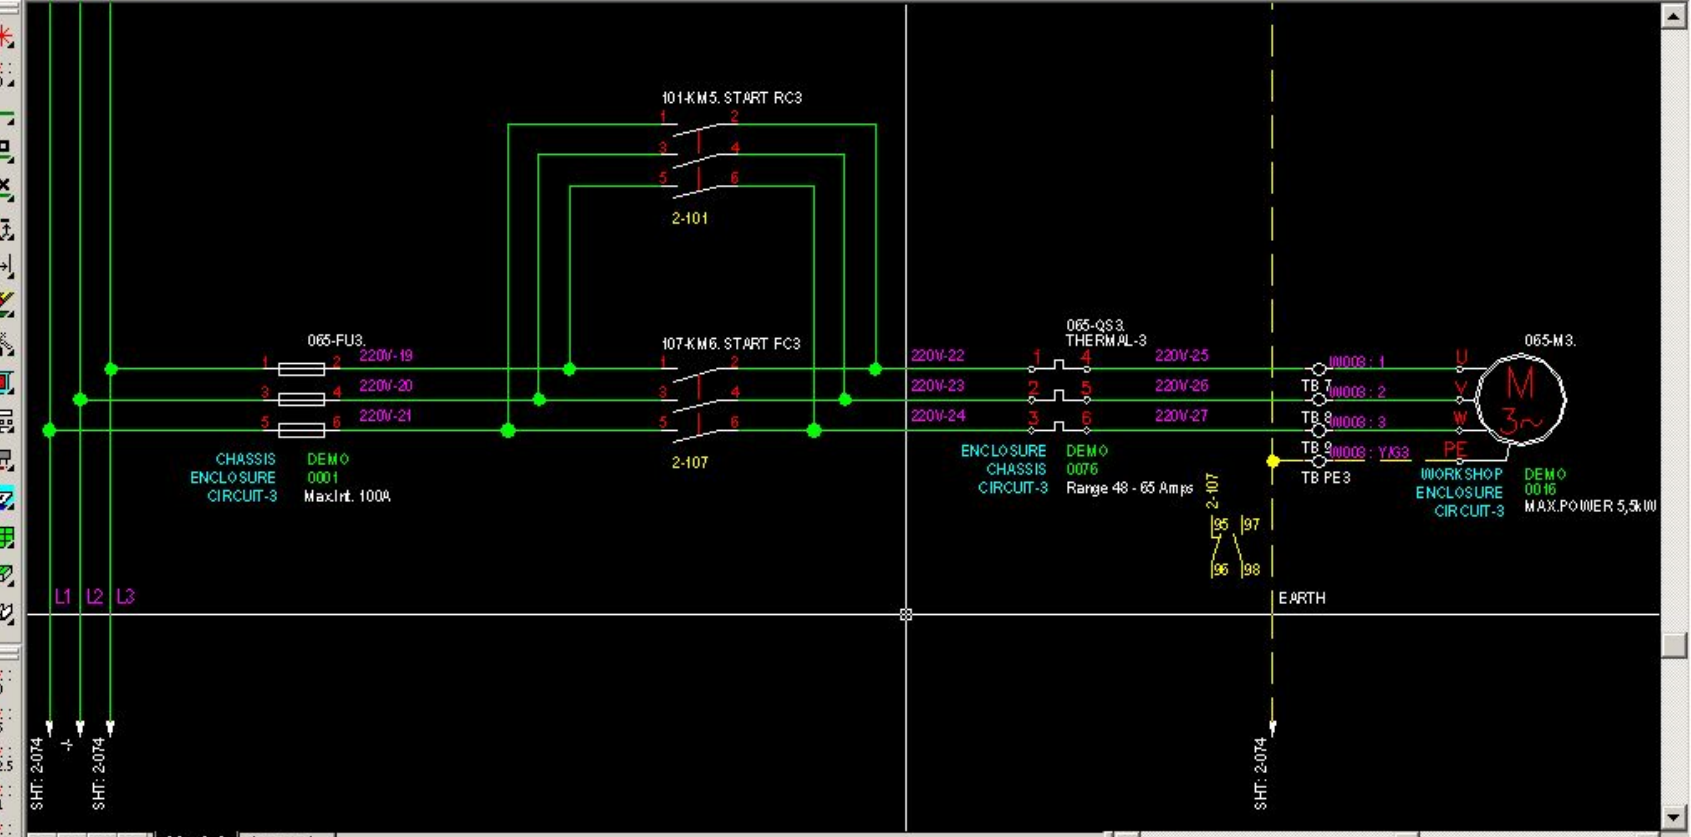 101-KM5. START RC3
1 2
3 4
5 6
2-101
065-FU3.
1 2 220V-19
3 4 220V-20
5 6 220V-21
CHASSIS DEMO
ENCLOSURE 0001
CIRCUIT-3 Max.Int. 100A
107-KM6. START FC3
1 2
3 4
5 6
2-107
220V-22
220V-23
220V-24
065-QS3.
THERMAL-3
1 4
2 5
3 6
ENCLOSURE DEMO
CHASSIS 0076
CIRCUIT-3 Range 48 - 65 Amps
220V-25
220V-26
220V-27
2-107
95 97
96 98
W003 : 1
TB 7 W003 : 2
TB 8 W003 : 3
TB 9 W003 : Y/G3
TB PE3
U
V
W
PE
065-M3.
M
3~
WORKSHOP DEMO
ENCLOSURE 0016
CIRCUIT-3 MAX.POWER 5,5kW
L1 L2 L3
EARTH
SHT: 2-074
-/-
SHT: 2-074
SHT: 2-074